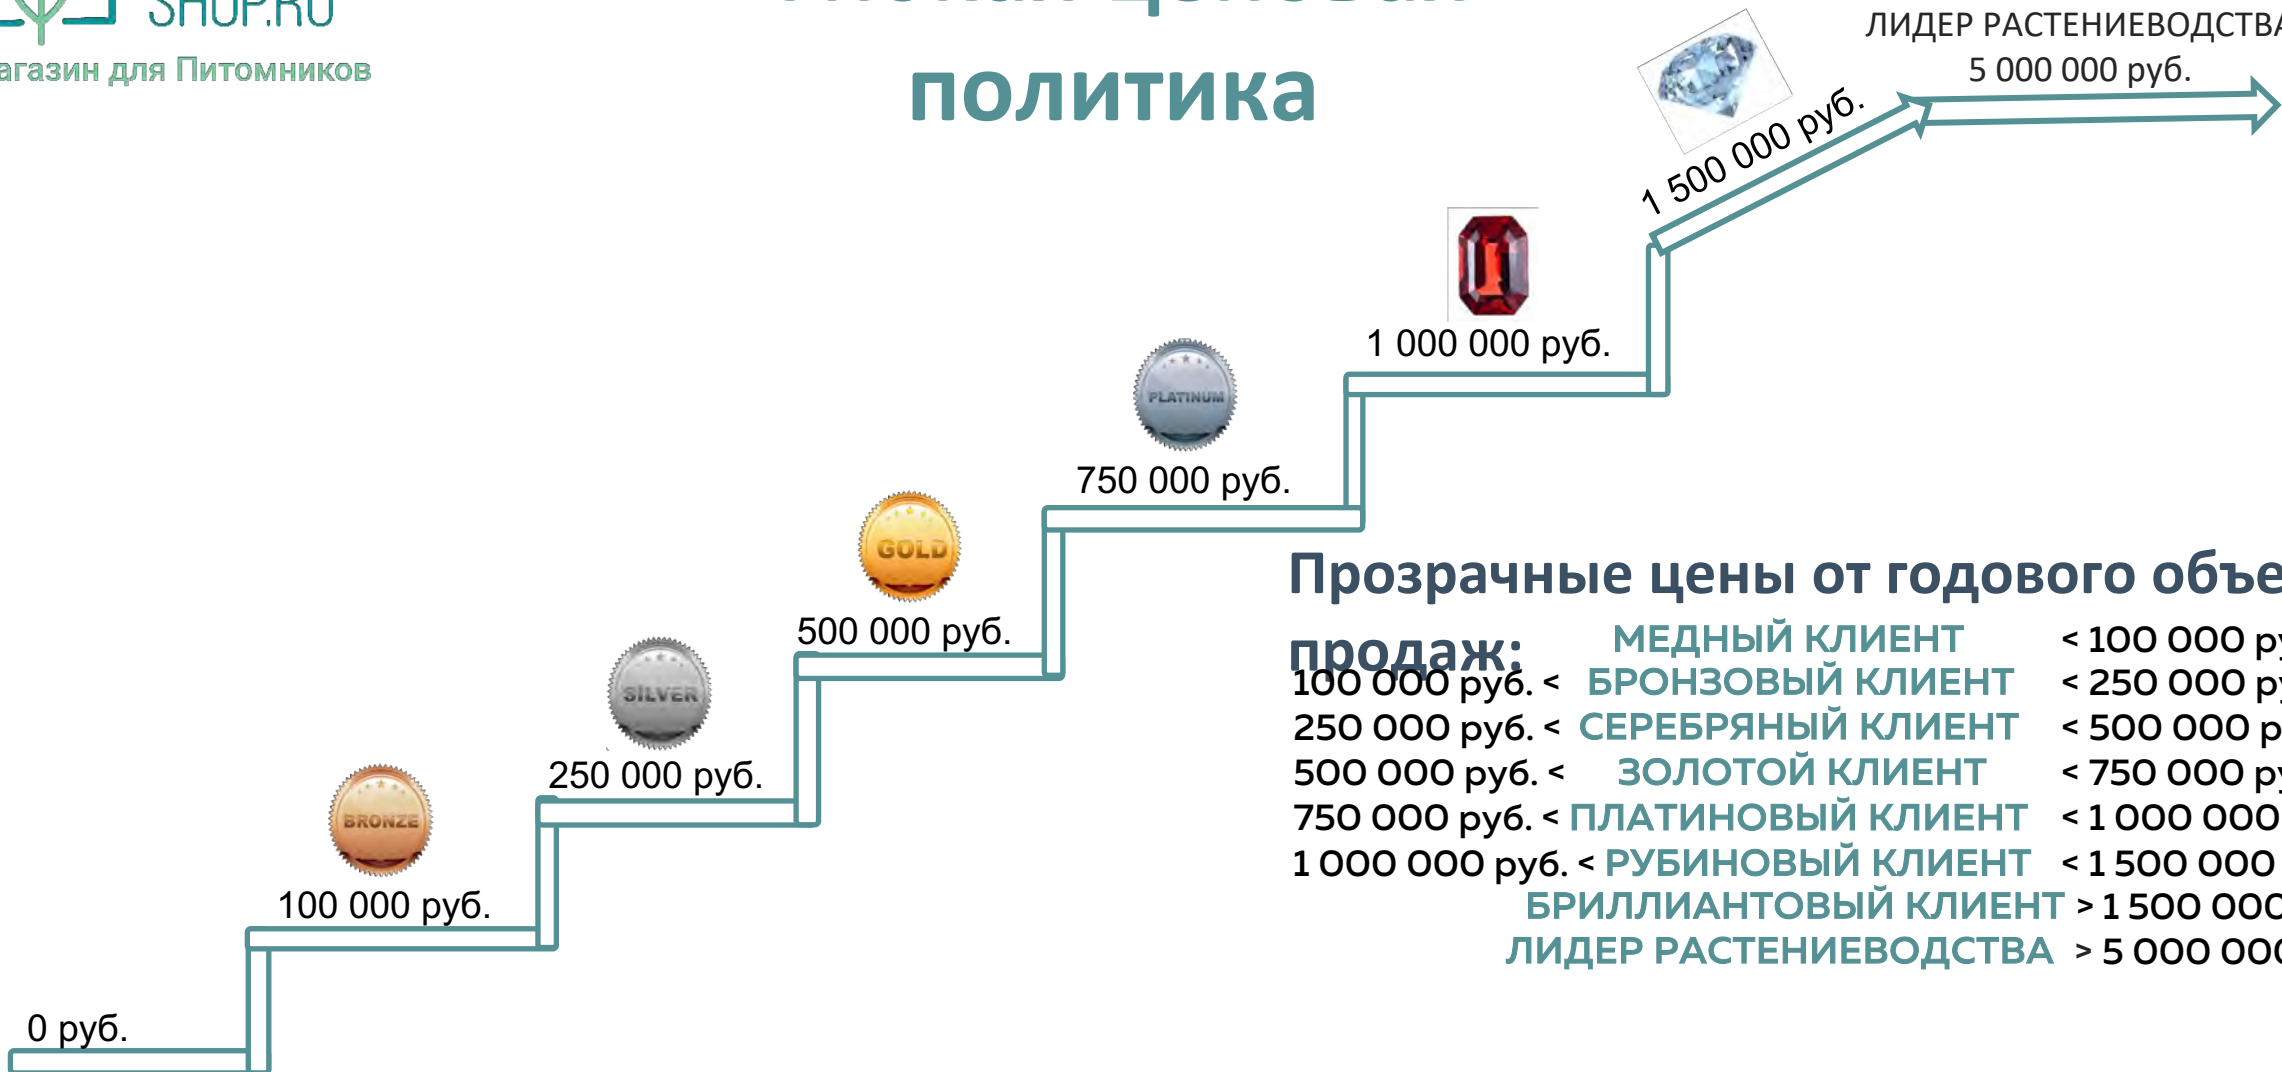 SHOP.RU
агазин для Питомников
политика
ЛИДЕР РАСТЕНИЕВОДСТВА
5 000 000 руб.
1 500 000 руб.
1 000 000 руб.
PLATINUM
750 000 руб.
GOLD
500 000 руб.
SILVER
250 000 руб.
BRONZE
100 000 руб.
0 руб.
Прозрачные цены от годового объе
продаж:
МЕДНЫЙ КЛИЕНТ < 100 000 ру
100 000 руб. < БРОНЗОВЫЙ КЛИЕНТ < 250 000 ру
250 000 руб. < СЕРЕБРЯНЫЙ КЛИЕНТ < 500 000 р
500 000 руб. < ЗОЛОТОЙ КЛИЕНТ < 750 000 ру
750 000 руб. < ПЛАТИНОВЫЙ КЛИЕНТ < 1 000 000
1 000 000 руб. < РУБИНОВЫЙ КЛИЕНТ < 1 500 000
БРИЛЛИАНТОВЫЙ КЛИЕНТ > 1 500 000
ЛИДЕР РАСТЕНИЕВОДСТВА > 5 000 000